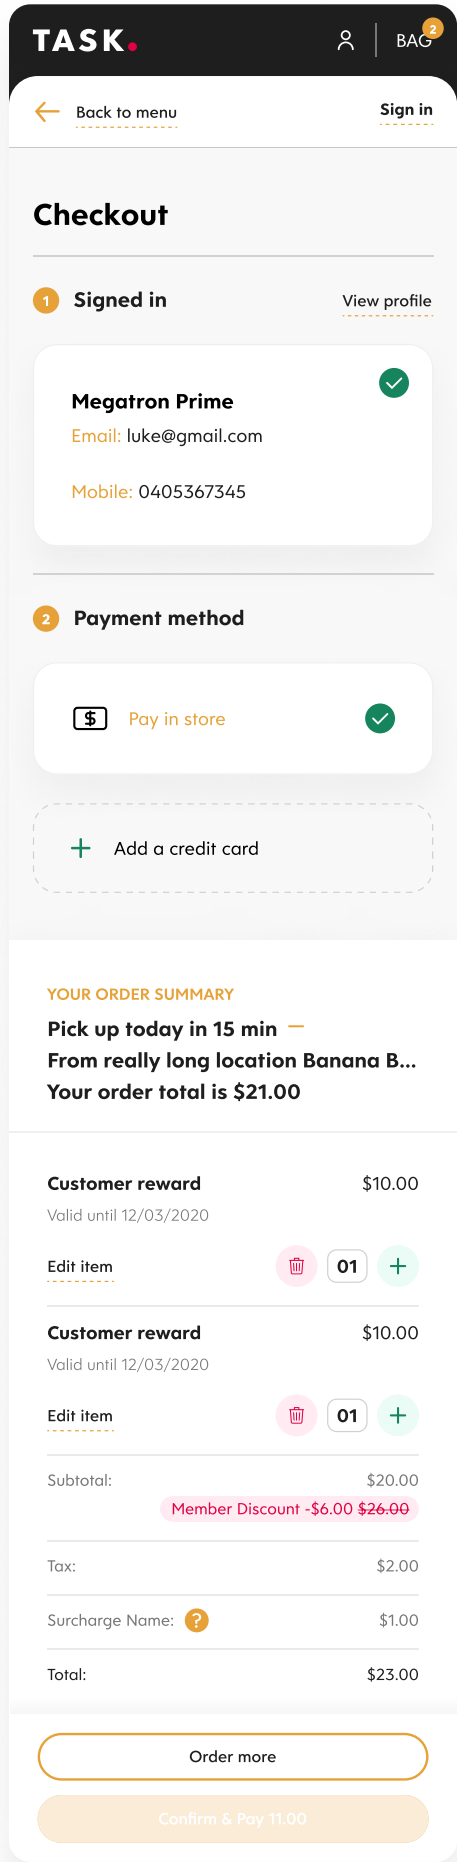 TASK.
BAG 2
Back to menu
Sign in
Checkout
1 Signed in
View profile
Megatron Prime
Email: luke@gmail.com
Mobile: 0405367345
2 Payment method
$ Pay in store
+ Add a credit card
YOUR ORDER SUMMARY
Pick up today in 15 min
From really long location Banana B...
Your order total is $21.00
Customer reward $10.00
Valid until 12/03/2020
Edit item 01 +
Customer reward $10.00
Valid until 12/03/2020
Edit item 01 +
Subtotal: $20.00
Member Discount -$6.00 $26.00
Tax: $2.00
Surcharge Name: ? $1.00
Total: $23.00
Order more
Confirm & Pay 11.00